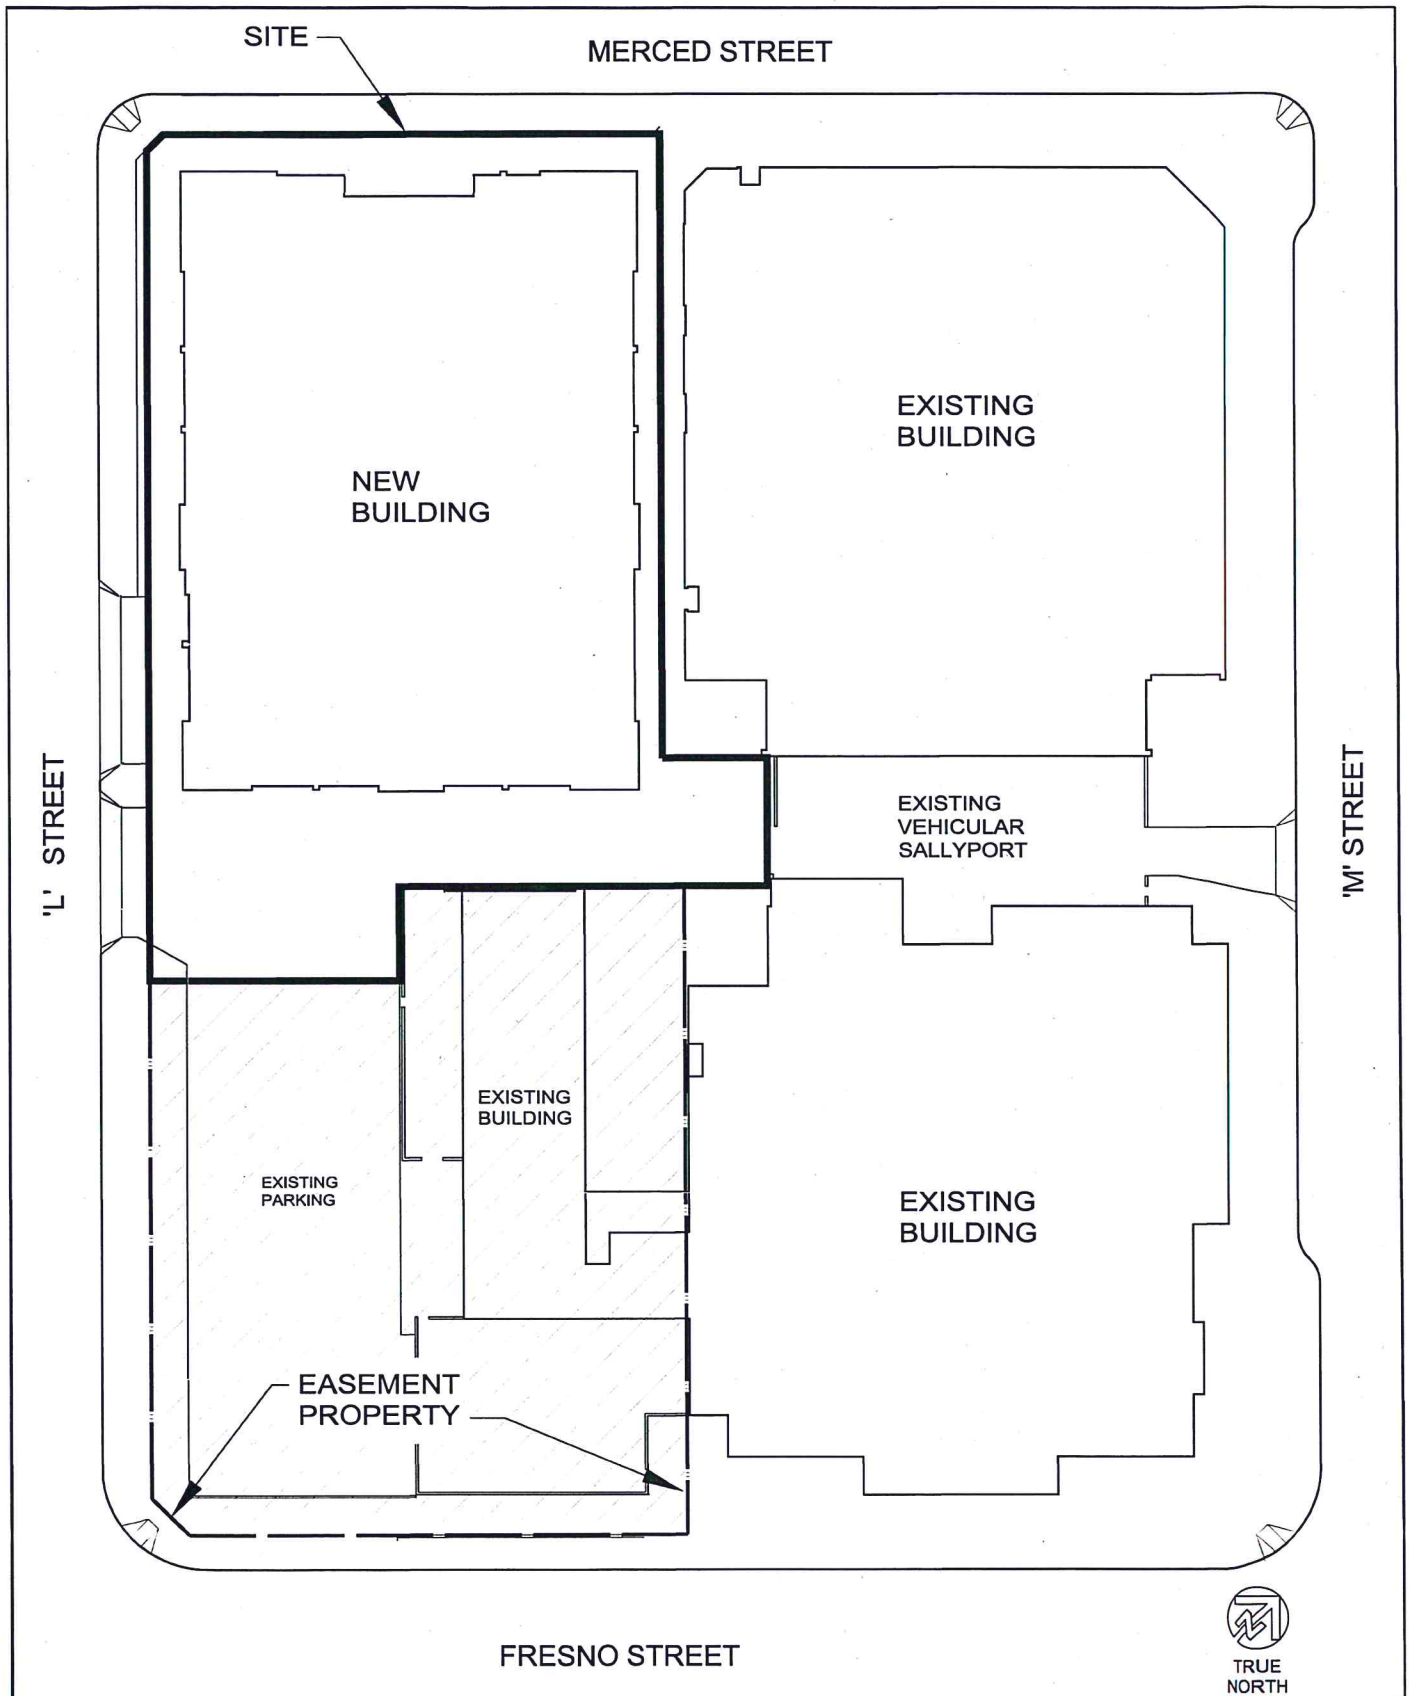 SITE
MERCED STREET
EXISTING
BUILDING
NEW
BUILDING
'L' STREET
EXISTING
VEHICULAR
SALLYPORT
'M' STREET
EXISTING
BUILDING
EXISTING
PARKING
EXISTING
BUILDING
EASEMENT
PROPERTY
FRESNO STREET
TRUE
NORTH